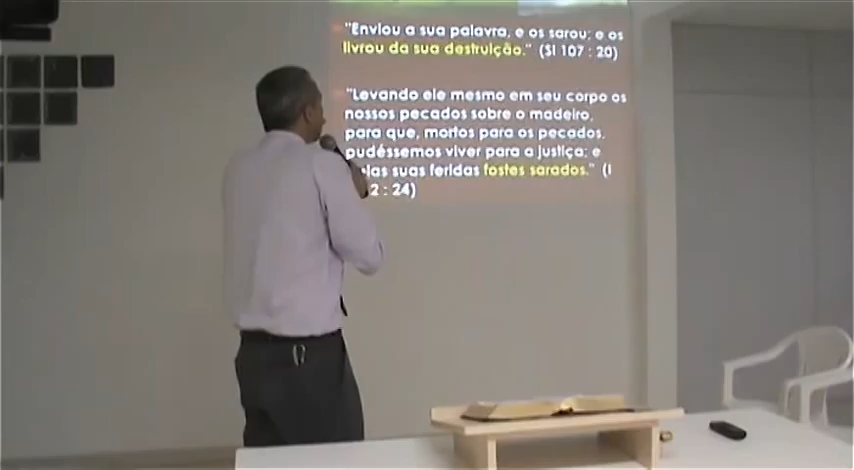 "Enviou a sua palavra, e os sarou; e os
livrou da sua destruição." (Sl 107 : 20)
"Levando ele mesmo em seu corpo os
nossos pecados sobre o madeiro,
para que, mortos para os pecados,
pudéssemos viver para a justiça; e
suas feridas fostes sarados." (I
2 : 24)